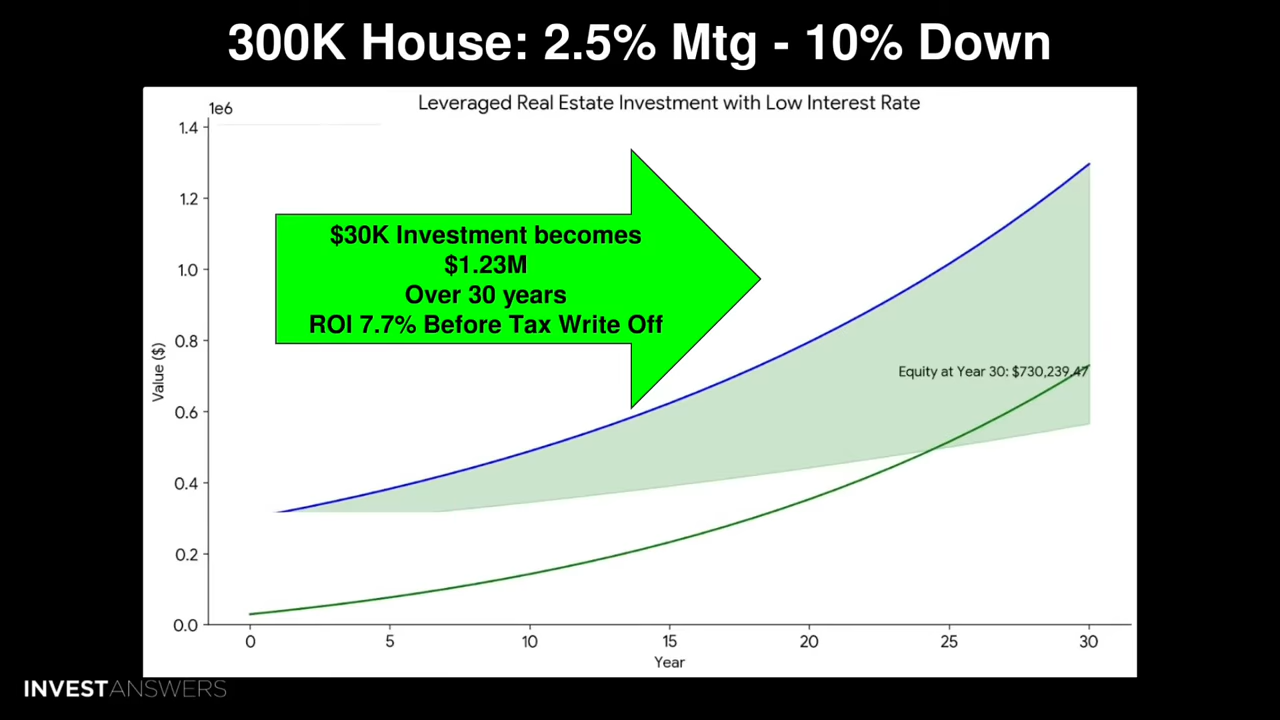 300K House: 2.5% Mtg - 10% Down
Leveraged Real Estate Investment with Low Interest Rate
1e6
1.4
1.2
1.0
0.8
0.6
0.4
0.2
0.0
Value ($)
$30K Investment becomes
$1.23M
Over 30 years
ROI 7.7% Before Tax Write Off
Equity at Year 30: $730,239.47
0 5 10 15 20 25 30
Year
INVESTANSWERS